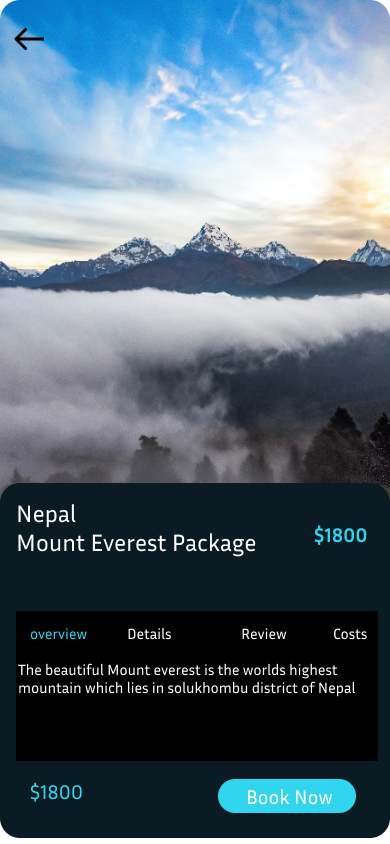 Nepal
Mount Everest Package
$1800
overview Details Review Costs
The beautiful Mount everest is the worlds highest
mountain which lies in solukhombu district of Nepal
$1800 Book Now